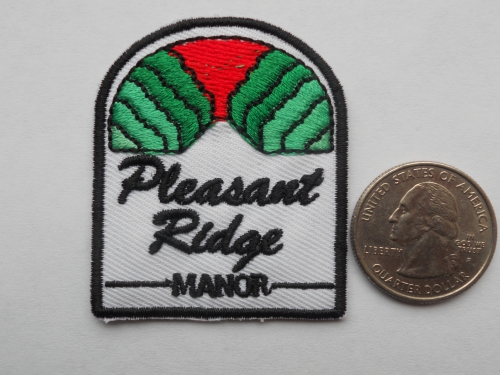 Pleasant
Ridge
MANOR
UNITED STATES OF AMERICA
LIBERTY
QUARTER DOLLAR